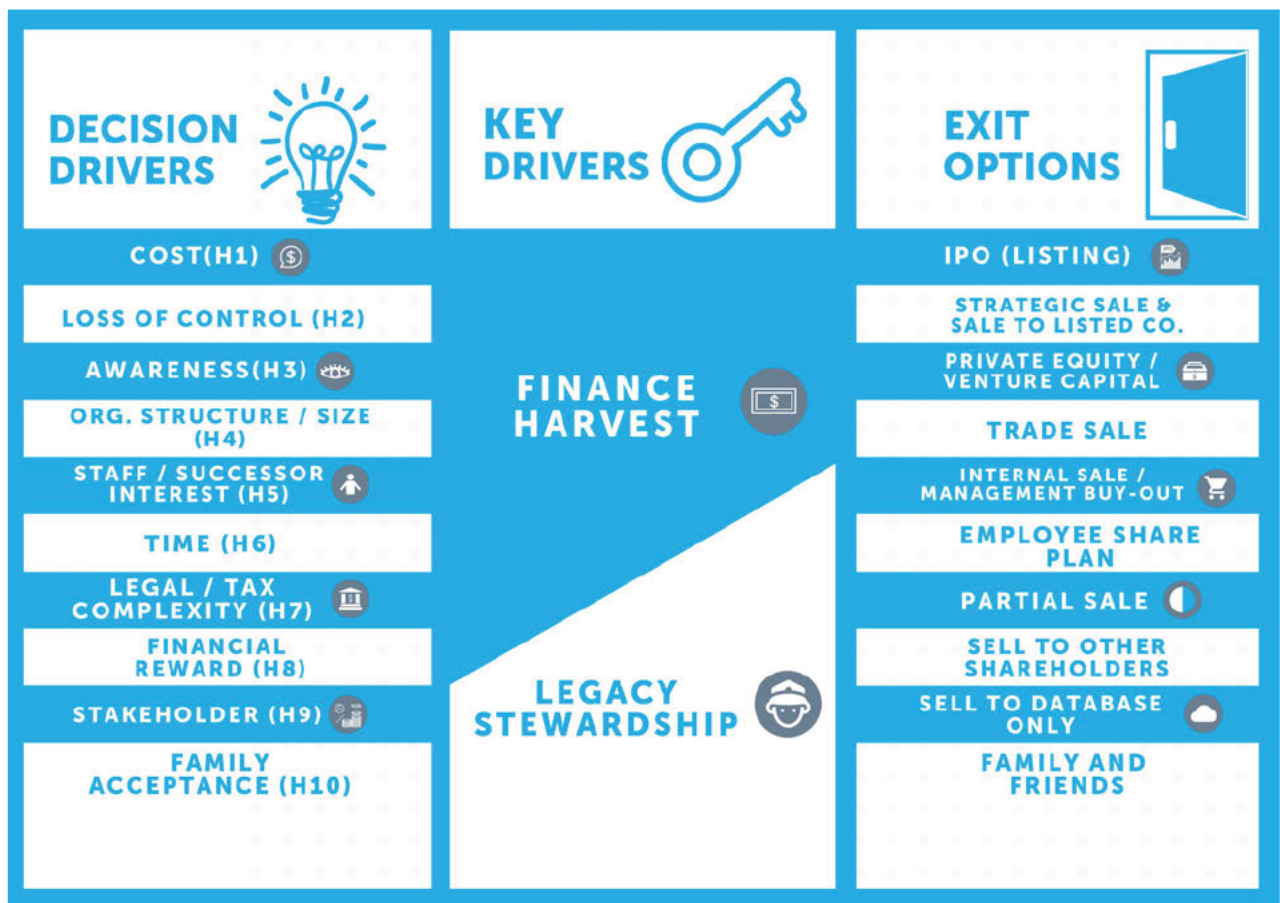 DECISION
DRIVERS
COST(H1)
LOSS OF CONTROL (H2)
AWARENESS(H3)
ORG. STRUCTURE / SIZE
(H4)
STAFF / SUCCESSOR
INTEREST (H5)
TIME (H6)
LEGAL / TAX
COMPLEXITY (H7)
FINANCIAL
REWARD (H8)
STAKEHOLDER (H9)
FAMILY
ACCEPTANCE (H10)
KEY
DRIVERS
FINANCE
HARVEST
$
LEGACY
STEWARDSHIP
EXIT
OPTIONS
IPO (LISTING)
IPO
STRATEGIC SALE &
SALE TO LISTED CO.
PRIVATE EQUITY /
VENTURE CAPITAL
TRADE SALE
INTERNAL SALE /
MANAGEMENT BUY-OUT
EMPLOYEE SHARE
PLAN
PARTIAL SALE
SELL TO OTHER
SHAREHOLDERS
SELL TO DATABASE
ONLY
FAMILY AND
FRIENDS